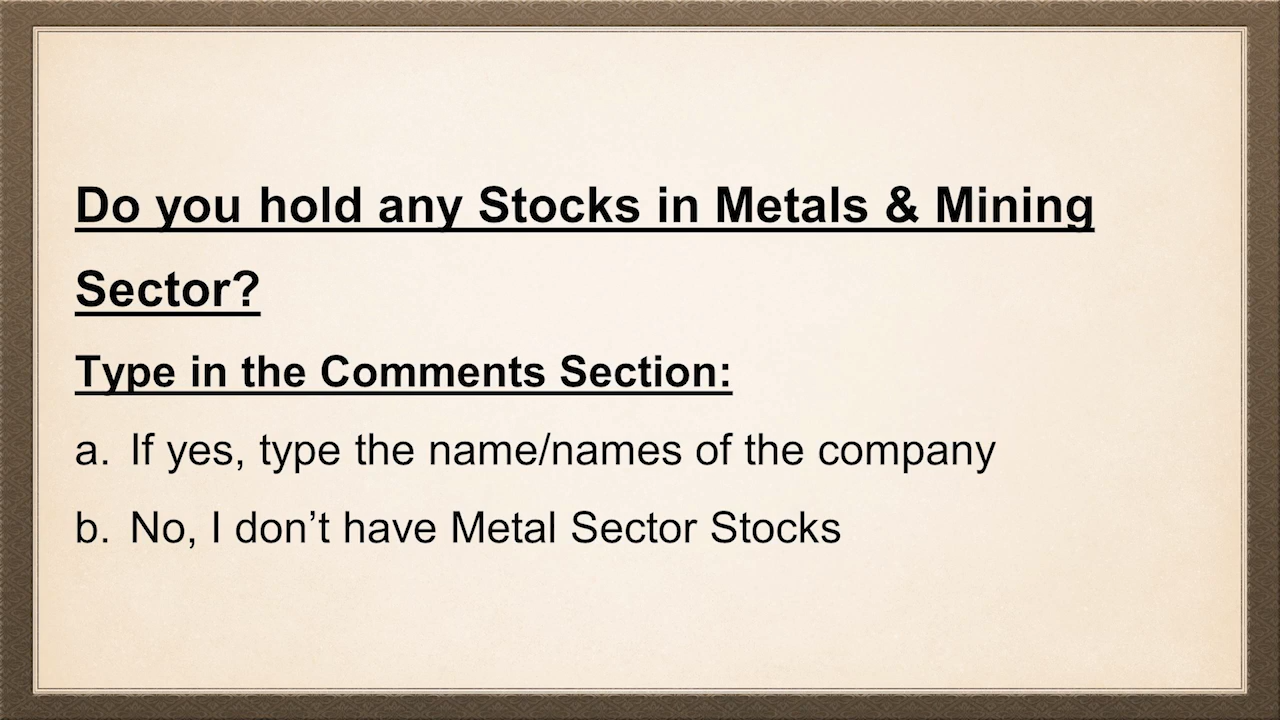 Do you hold any Stocks in Metals & Mining
Sector?
Type in the Comments Section:
a. If yes, type the name/names of the company
b. No, I don’t have Metal Sector Stocks